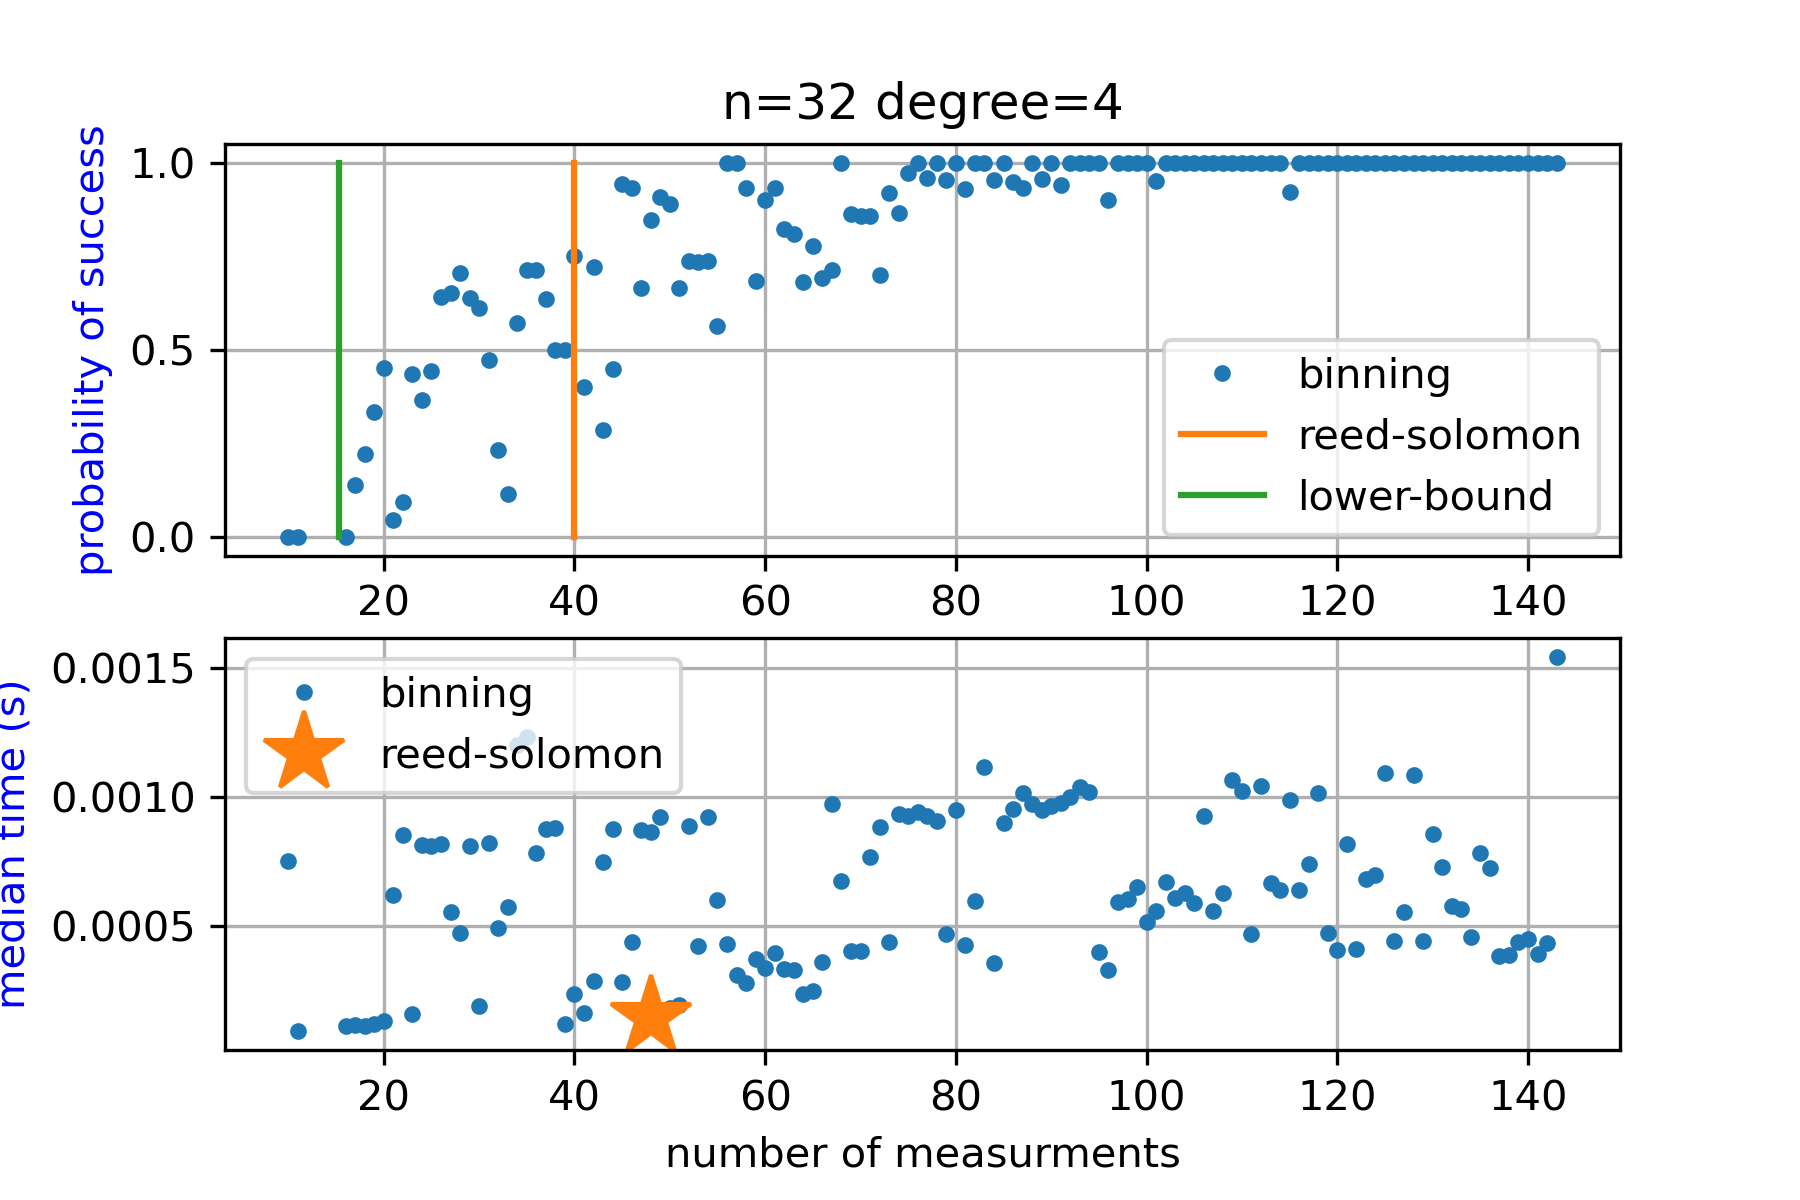 n=32 degree=4
probability of success
1.0
0.5
0.0
binning
reed-solomon
lower-bound
20 40 60 80 100 120 140
median time (s)
0.0015
0.0010
0.0005
binning
reed-solomon
20 40 60 80 100 120 140
number of measurments